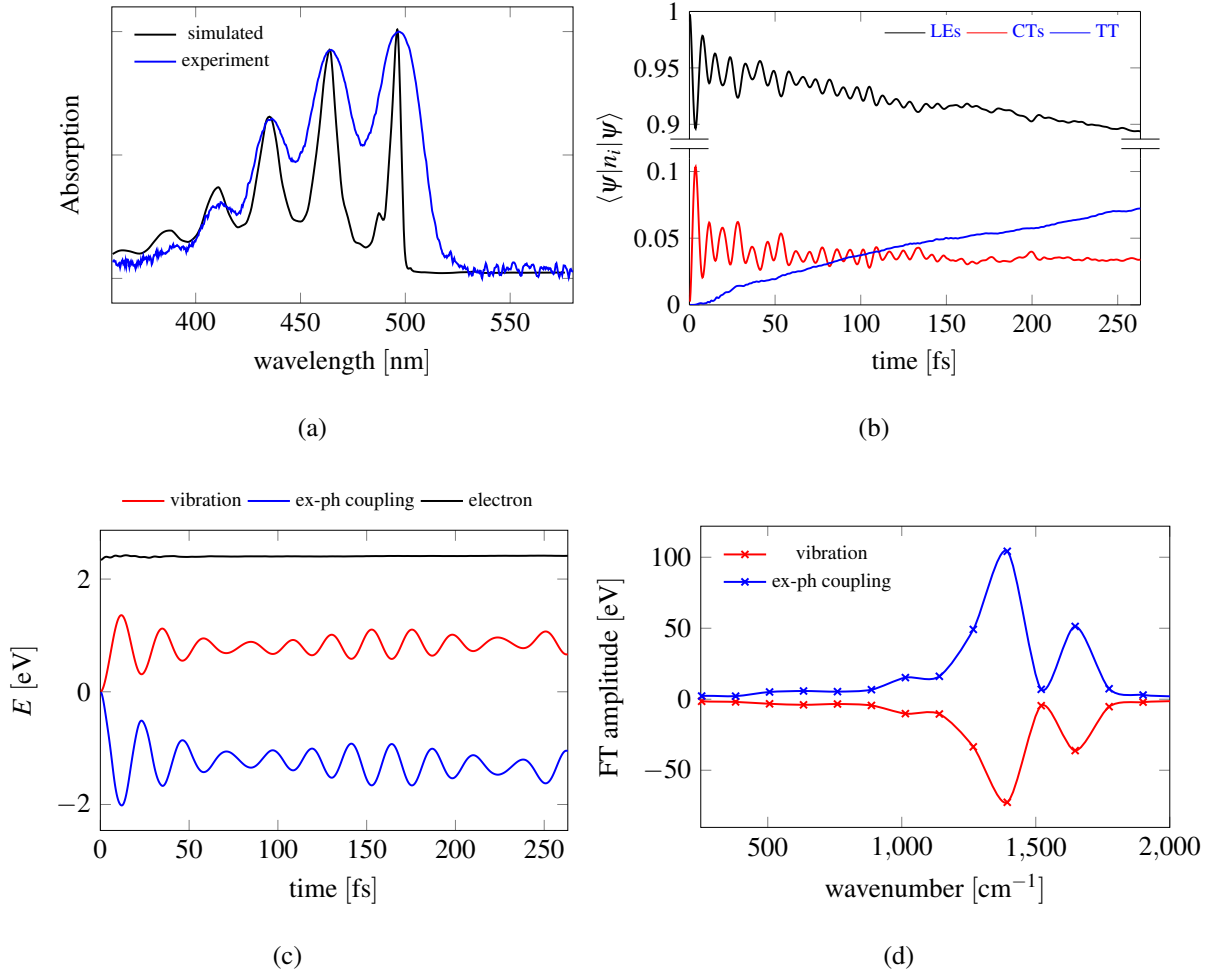 simulated
experiment
Absorption
400 450 500 550
wavelength [nm]
(a)
LEs CTs TT
1
0.95
0.9
0.1
0.05
0
⟨ψ|n_i|ψ⟩
0 50 100 150 200 250
time [fs]
(b)
vibration ex-ph coupling electron
2
0
−2
E [eV]
0 50 100 150 200 250
time [fs]
(c)
vibration
ex-ph coupling
100
50
0
−50
FT amplitude [eV]
500 1,000 1,500 2,000
wavenumber [cm⁻¹]
(d)